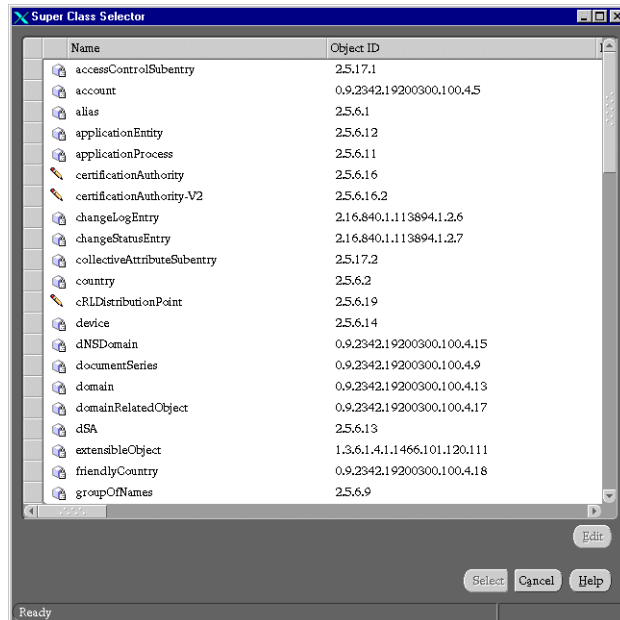 Super Class Selector
Name Object ID
accessControlSubentry 2.5.17.1
account 0.9.2342.19200300.100.4.5
alias 2.5.6.1
applicationEntity 2.5.6.12
applicationProcess 2.5.6.11
certificationAuthority 2.5.6.16
certificationAuthority-V2 2.5.6.16.2
changeLogEntry 2.16.840.1.113894.1.2.6
changeStatusEntry 2.16.840.1.113894.1.2.7
collectiveAttributeSubentry 2.5.17.2
country 2.5.6.2
cRLDistributionPoint 2.5.6.19
device 2.5.6.14
dNSDomain 0.9.2342.19200300.100.4.15
documentSeries 0.9.2342.19200300.100.4.9
domain 0.9.2342.19200300.100.4.13
domainRelatedObject 0.9.2342.19200300.100.4.17
dSA 2.5.6.13
extensibleObject 1.3.6.1.4.1.1466.101.120.111
friendlyCountry 0.9.2342.19200300.100.4.18
groupOfNames 2.5.6.9
Edit
Select Cancel Help
Ready